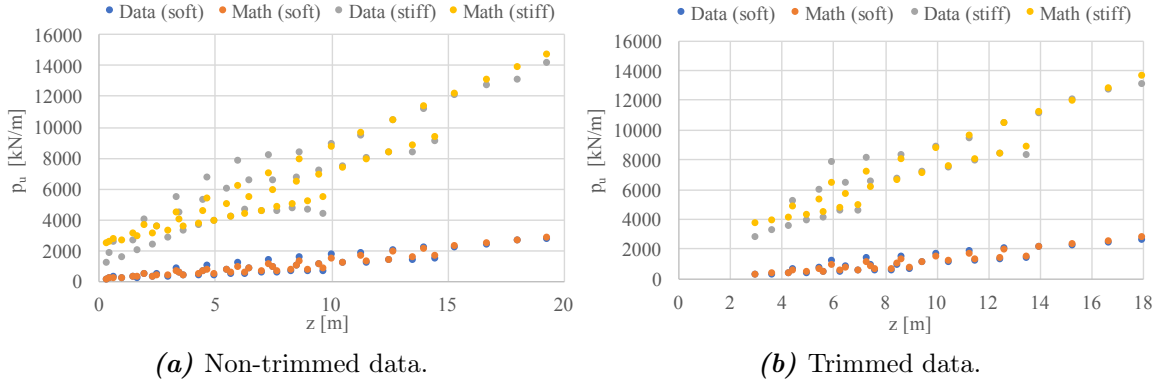 Data (soft) Math (soft) Data (stiff) Math (stiff)
16000
14000
12000
10000
8000
6000
4000
2000
0
pu [kN/m]
0 5 10 15 20
z [m]
(a) Non-trimmed data.
Data (soft) Math (soft) Data (stiff) Math (stiff)
16000
14000
12000
10000
8000
6000
4000
2000
0
pu [kN/m]
0 2 4 6 8 10 12 14 16 18
z [m]
(b) Trimmed data.